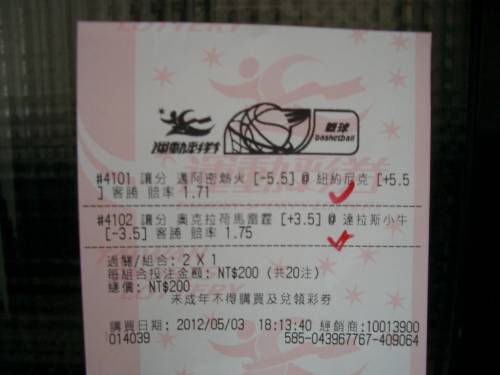 LOTTERY
運動彩券
籃球
basketball
#4101 讓分 邁阿密熱火 [-5.5] @ 紐約尼克 [+5.5
] 客勝 賠率 1.71
#4102 讓分 奧克拉荷馬雷霆 [+3.5] @ 達拉斯小牛
[-3.5] 客勝 賠率 1.75
過關/組合: 2 X 1
每組合投注金額: NT$200 (共20注)
總價: NT$200
未成年不得購買及兌領彩券
購買日期: 2012/05/03 18:13:40 經銷商:10013900
014039 585-043967767-409064